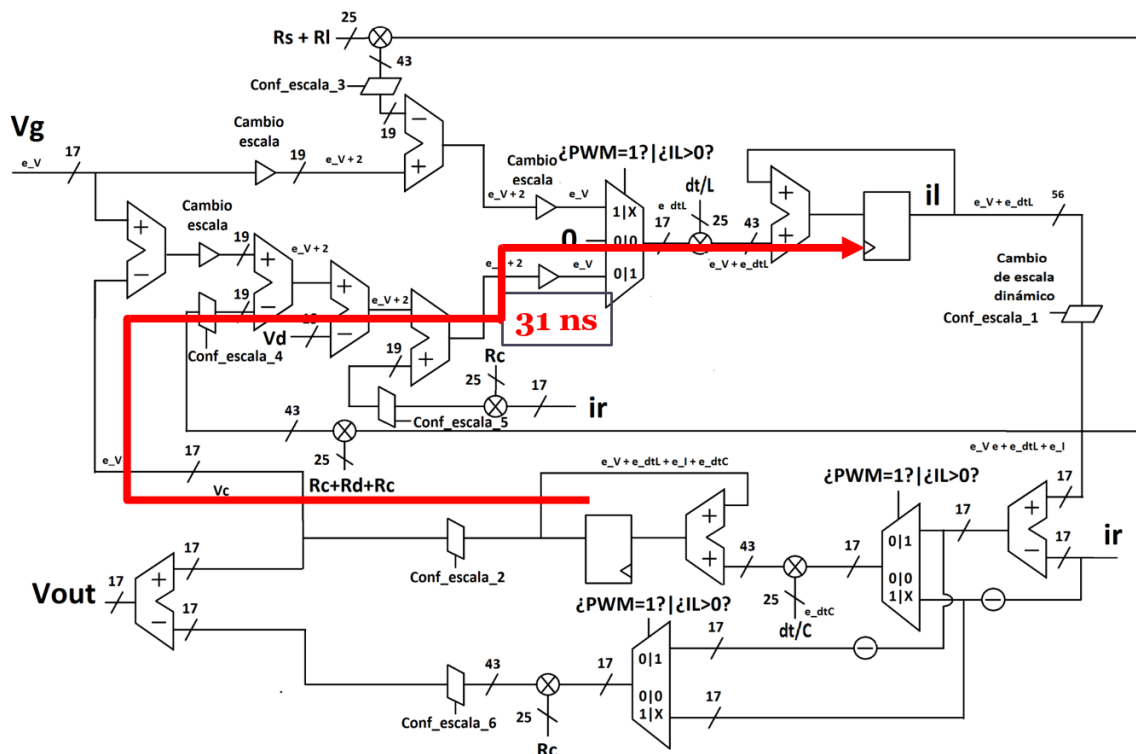 25
Rs + Rl
43
Conf_escala_3
19
−
+
Vg
e_V
17
Cambio
escala
19
e_V + 2
¿PWM=1?|¿IL>0?
Cambio
escala
e_V + 2
e_V
1|X
0
0|0
0|1
e_dtL
17
dt/L
25
43
e_V + e_dtL
+
+
il
e_V + e_dtL
56
Cambio
de escala
dinámico
Conf_escala_1
+
−
Cambio
escala
19
+
−
e_V + 2
19
Conf_escala_4
Vd
−
e_V + 2
+
19
+ 2
e_V
31 ns
Rc
25
17
ir
Conf_escala_5
43
25
Rc+Rd+Rc
e_V
17
Vc
e_V + e_dtL + e_I + e_dtC
e_V e + e_dtL + e_I
¿PWM=1?|¿IL>0?
17
+
−
17
ir
17
0|1
0|0
1|X
−
17
43
+
+
25
e_dtC
dt/C
Conf_escala_2
17
Vout
17
+
−
17
¿PWM=1?|¿IL>0?
17
−
0|1
0|0
1|X
17
17
43
Conf_escala_6
25
Rc